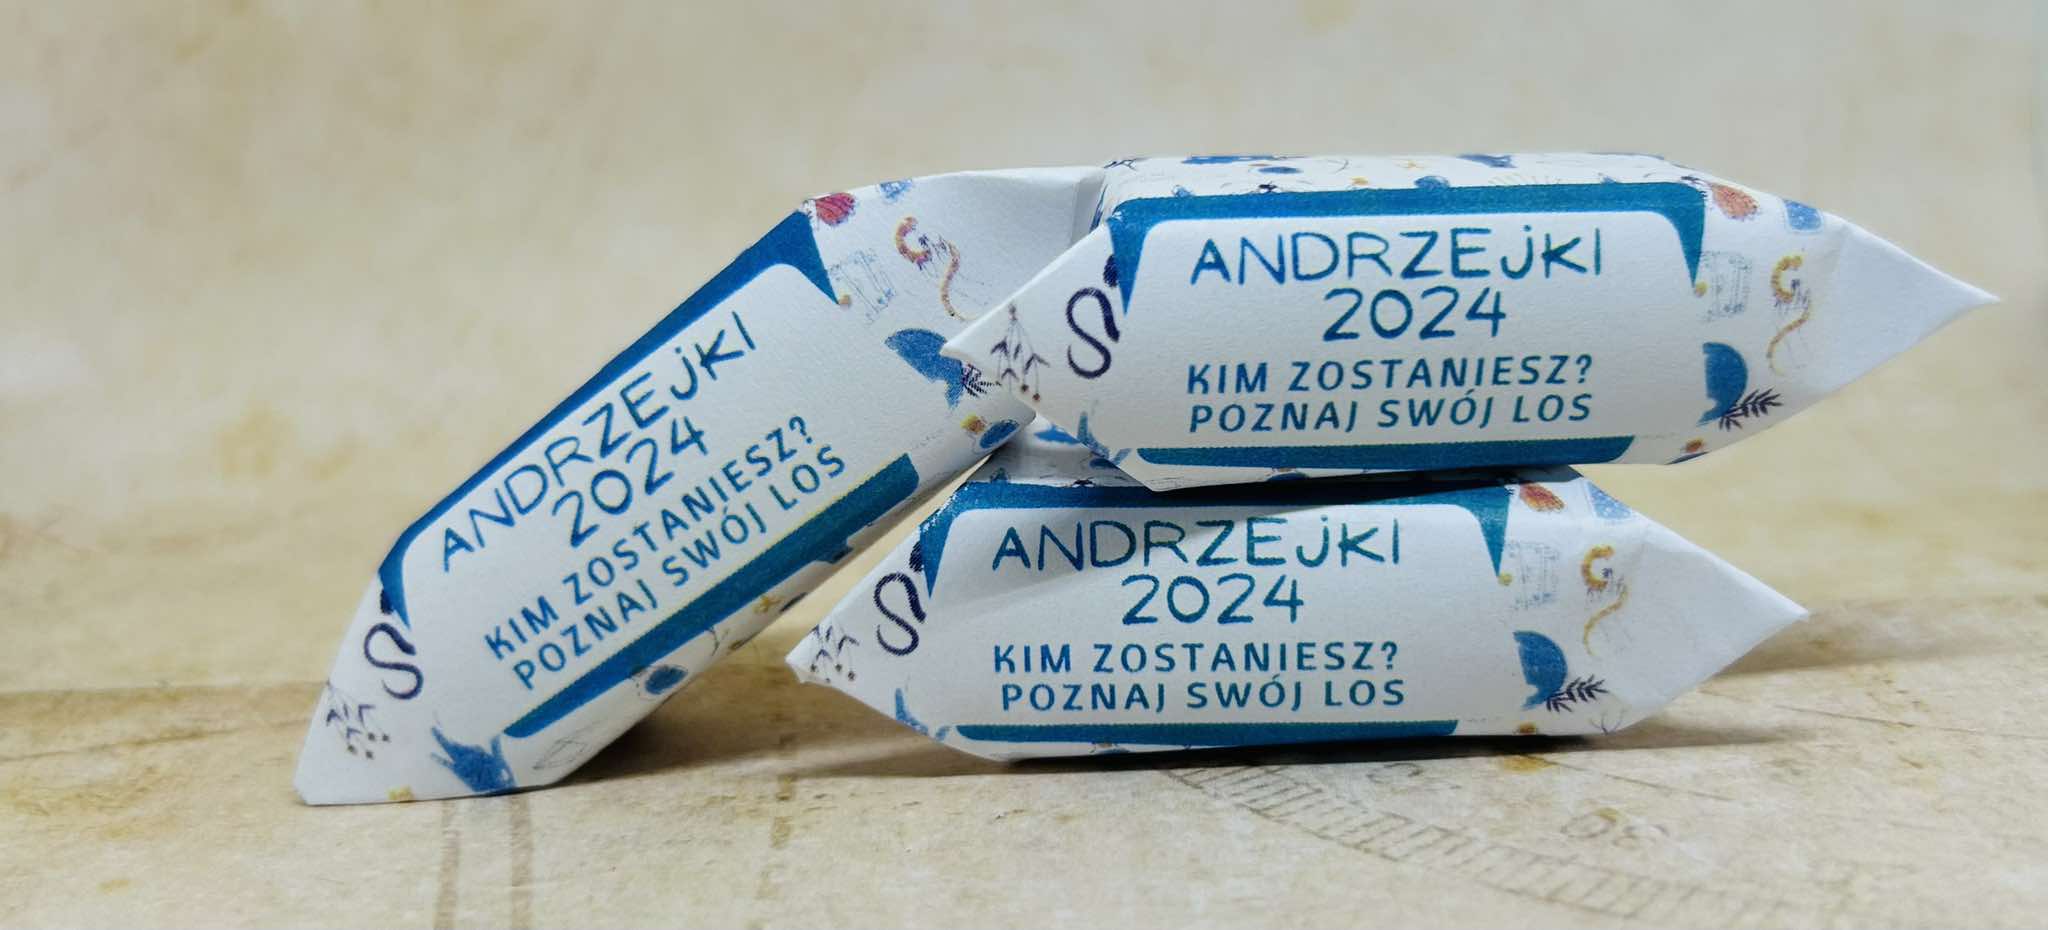 ANDRZEjKI
2024
KIM ZOSTANIESZ?
POZNAJ SWÓJ LOS
ANDRZEjKI
2024
KIM ZOSTANIESZ?
POZNAJ SWÓJ LOS
ANDRZEjKI
2024
KIM ZOSTANIESZ?
POZNAJ SWÓJ LOS